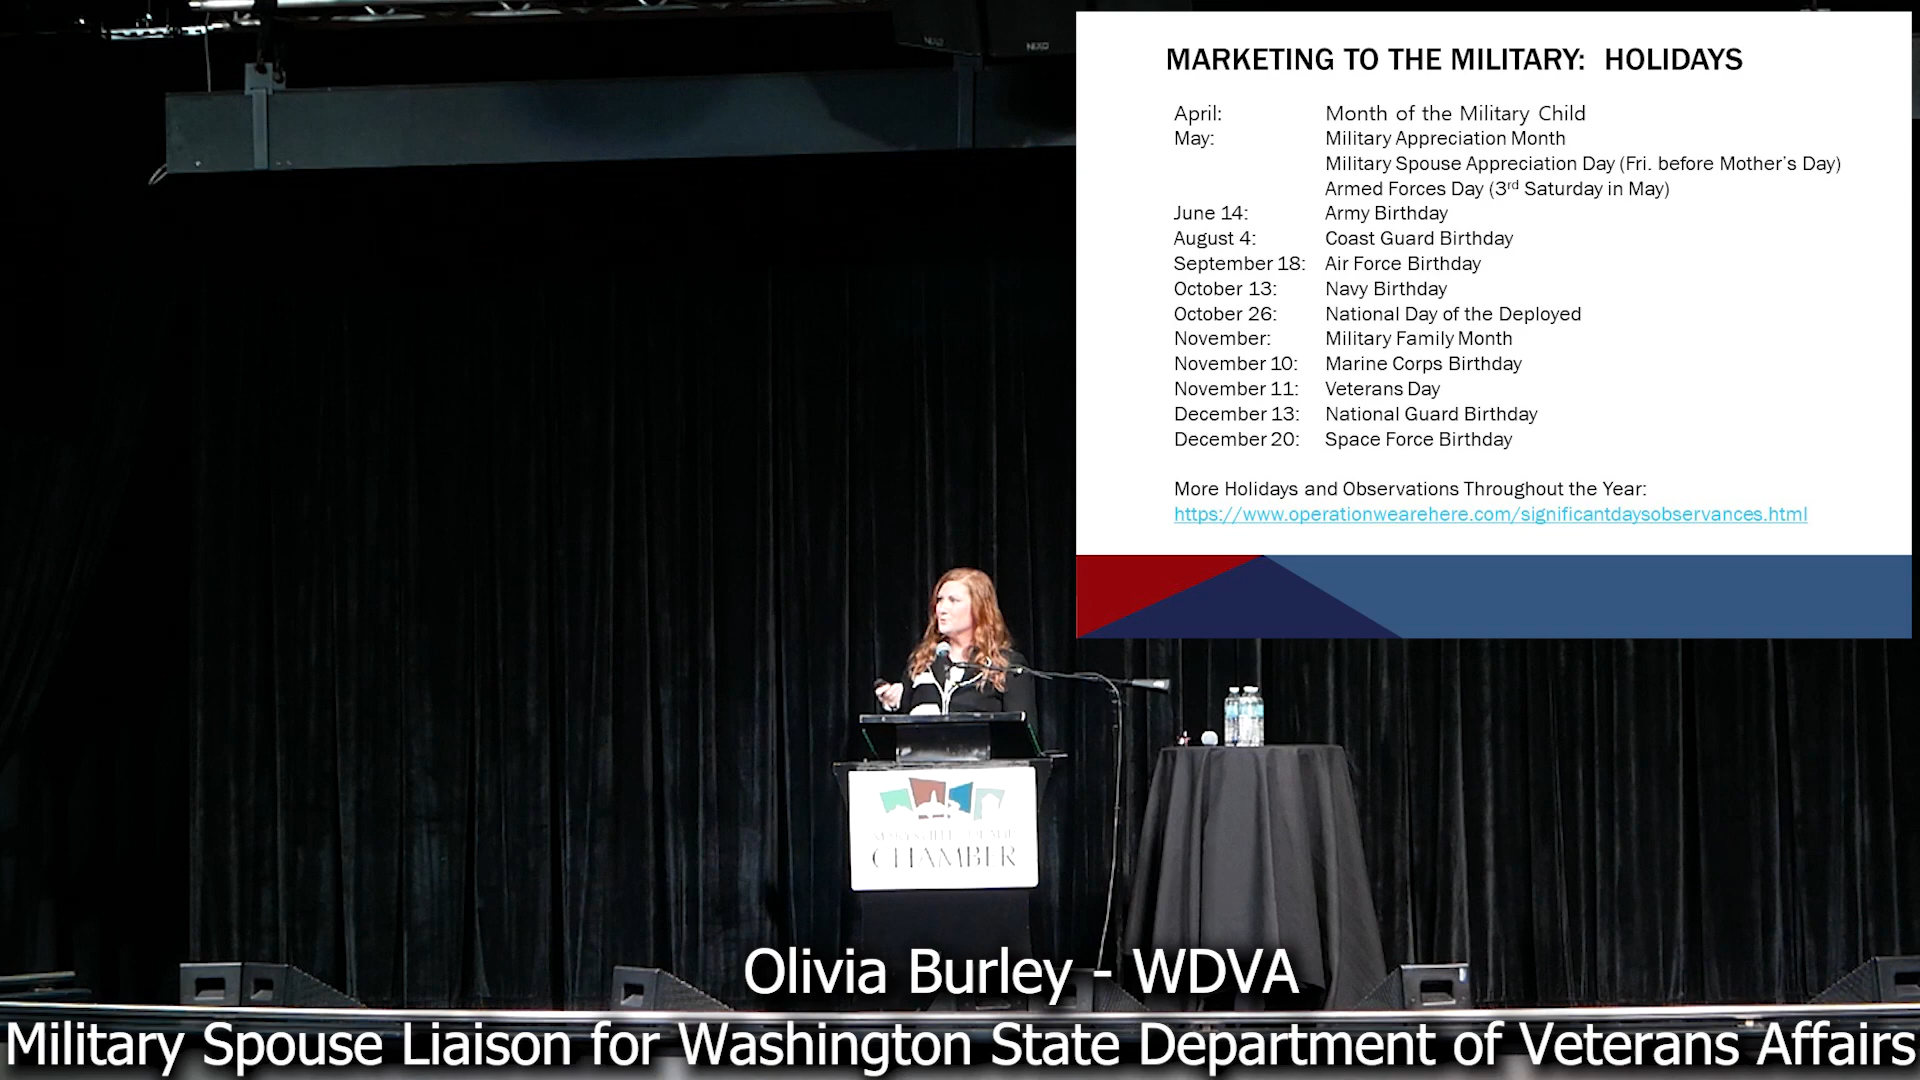 MARKETING TO THE MILITARY: HOLIDAYS
April: Month of the Military Child
May: Military Appreciation Month
Military Spouse Appreciation Day (Fri. before Mother's Day)
Armed Forces Day (3rd Saturday in May)
June 14: Army Birthday
August 4: Coast Guard Birthday
September 18: Air Force Birthday
October 13: Navy Birthday
October 26: National Day of the Deployed
November: Military Family Month
November 10: Marine Corps Birthday
November 11: Veterans Day
December 13: National Guard Birthday
December 20: Space Force Birthday
More Holidays and Observations Throughout the Year:
https://www.operationwearehere.com/significantdaysobservances.html
CHAMBER
Olivia Burley - WDVA
Military Spouse Liaison for Washington State Department of Veterans Affairs